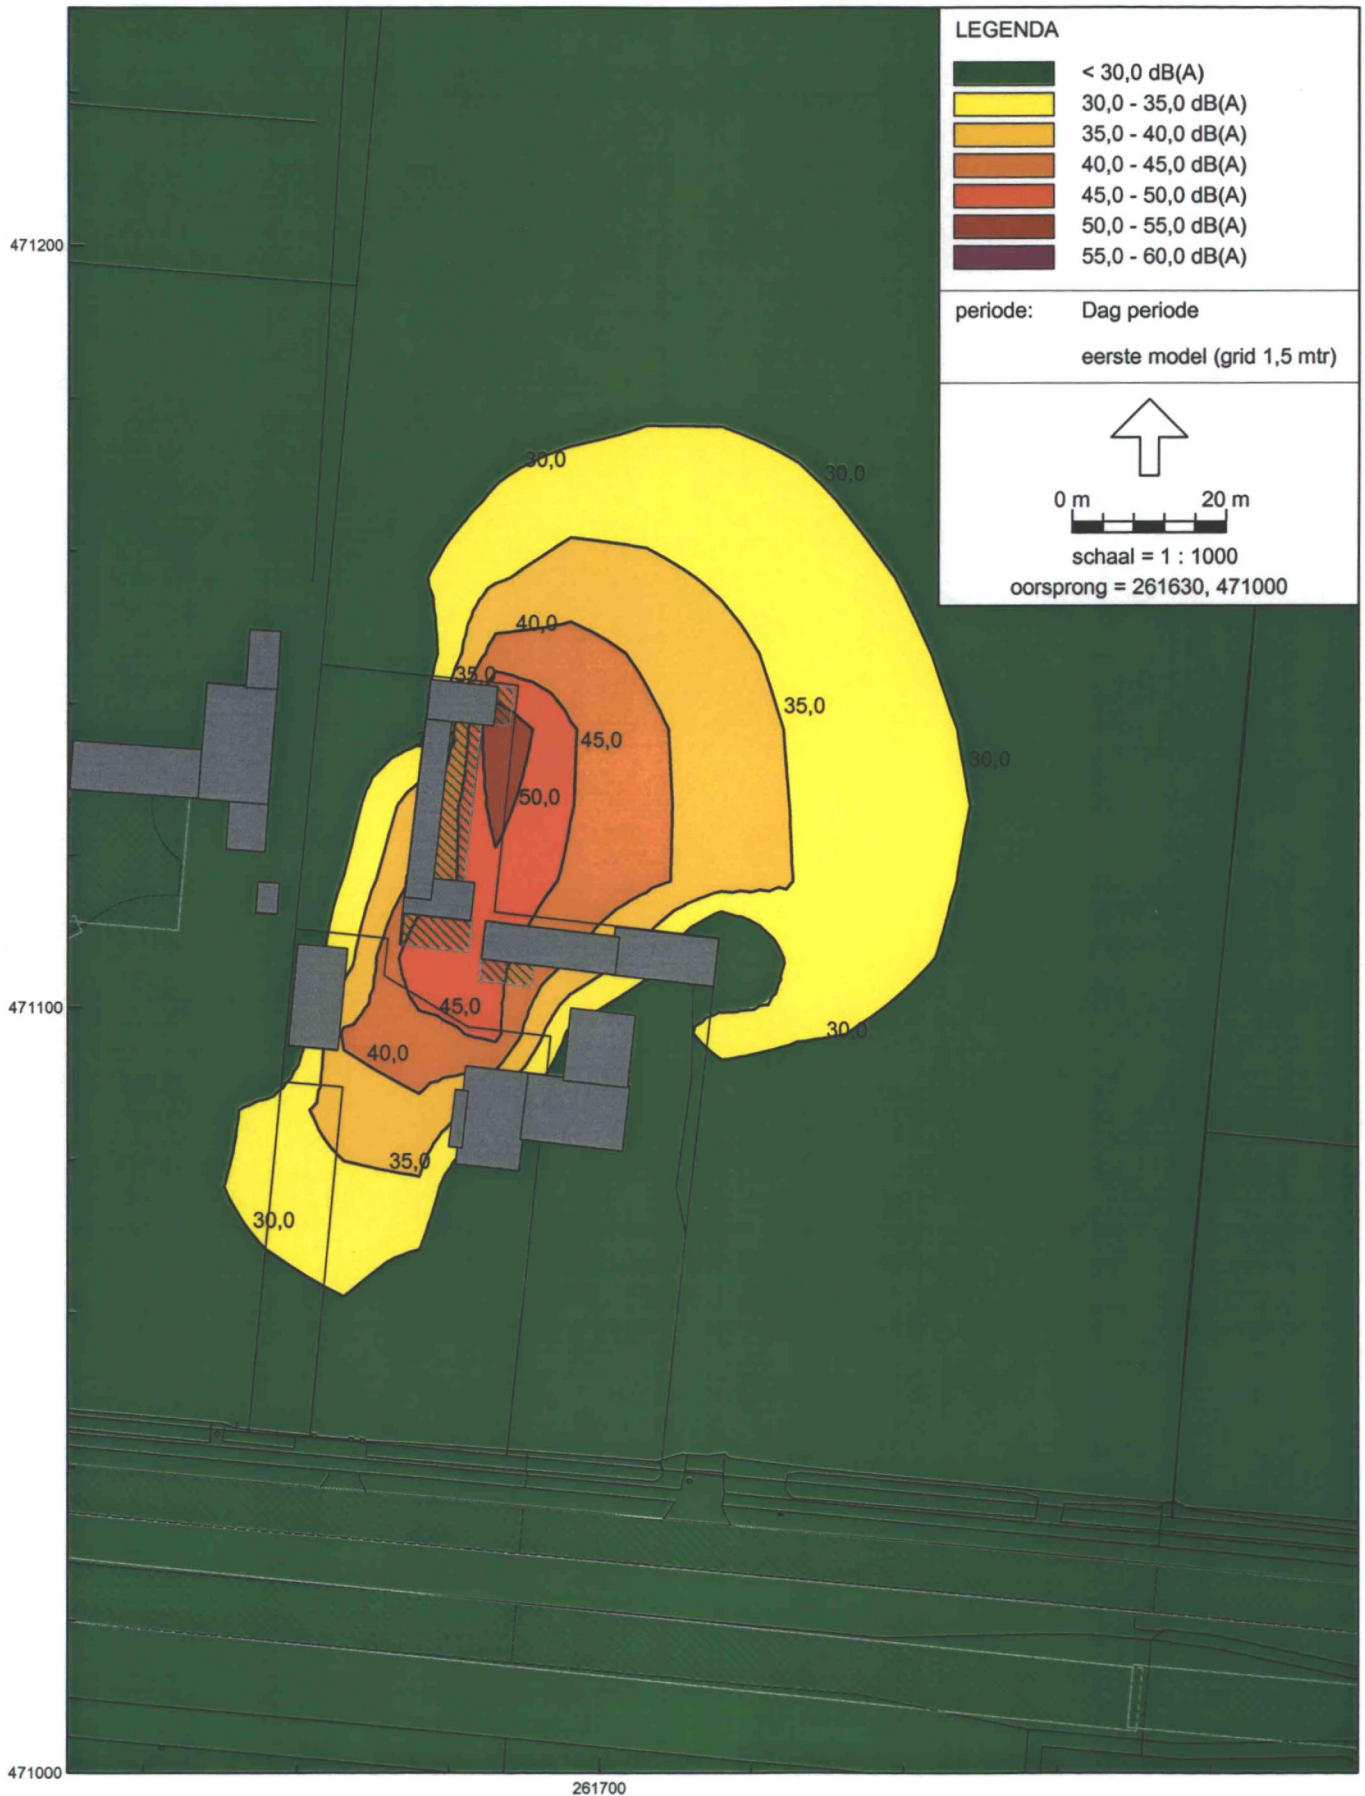 LEGENDA
< 30,0 dB(A)
30,0 - 35,0 dB(A)
35,0 - 40,0 dB(A)
40,0 - 45,0 dB(A)
45,0 - 50,0 dB(A)
50,0 - 55,0 dB(A)
55,0 - 60,0 dB(A)
periode: Dag periode
eerste model (grid 1,5 mtr)
0 m 20 m
schaal = 1 : 1000
oorsprong = 261630, 471000
471200
30,0
30,0
40,0
35,0
35,0
45,0
30,0
50,0
471100
45,0
30,0
40,0
35,0
30,0
471000
261700